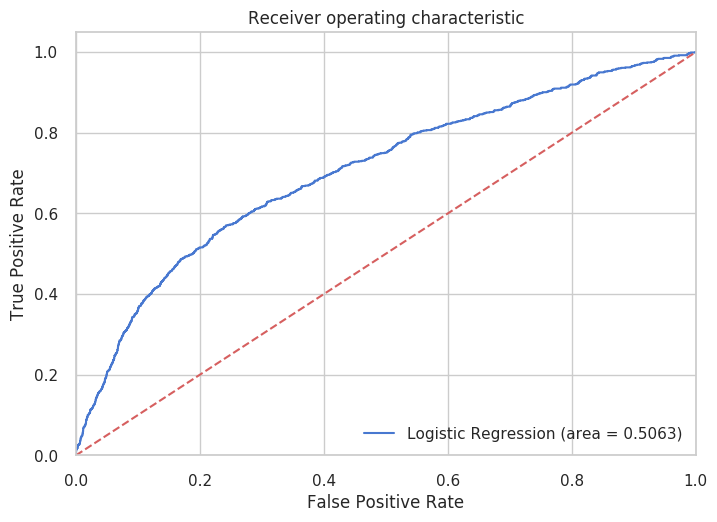 Receiver operating characteristic
1.0
0.8
0.6
0.4
0.2
0.0
True Positive Rate
Logistic Regression (area = 0.5063)
0.0 0.2 0.4 0.6 0.8 1.0
False Positive Rate